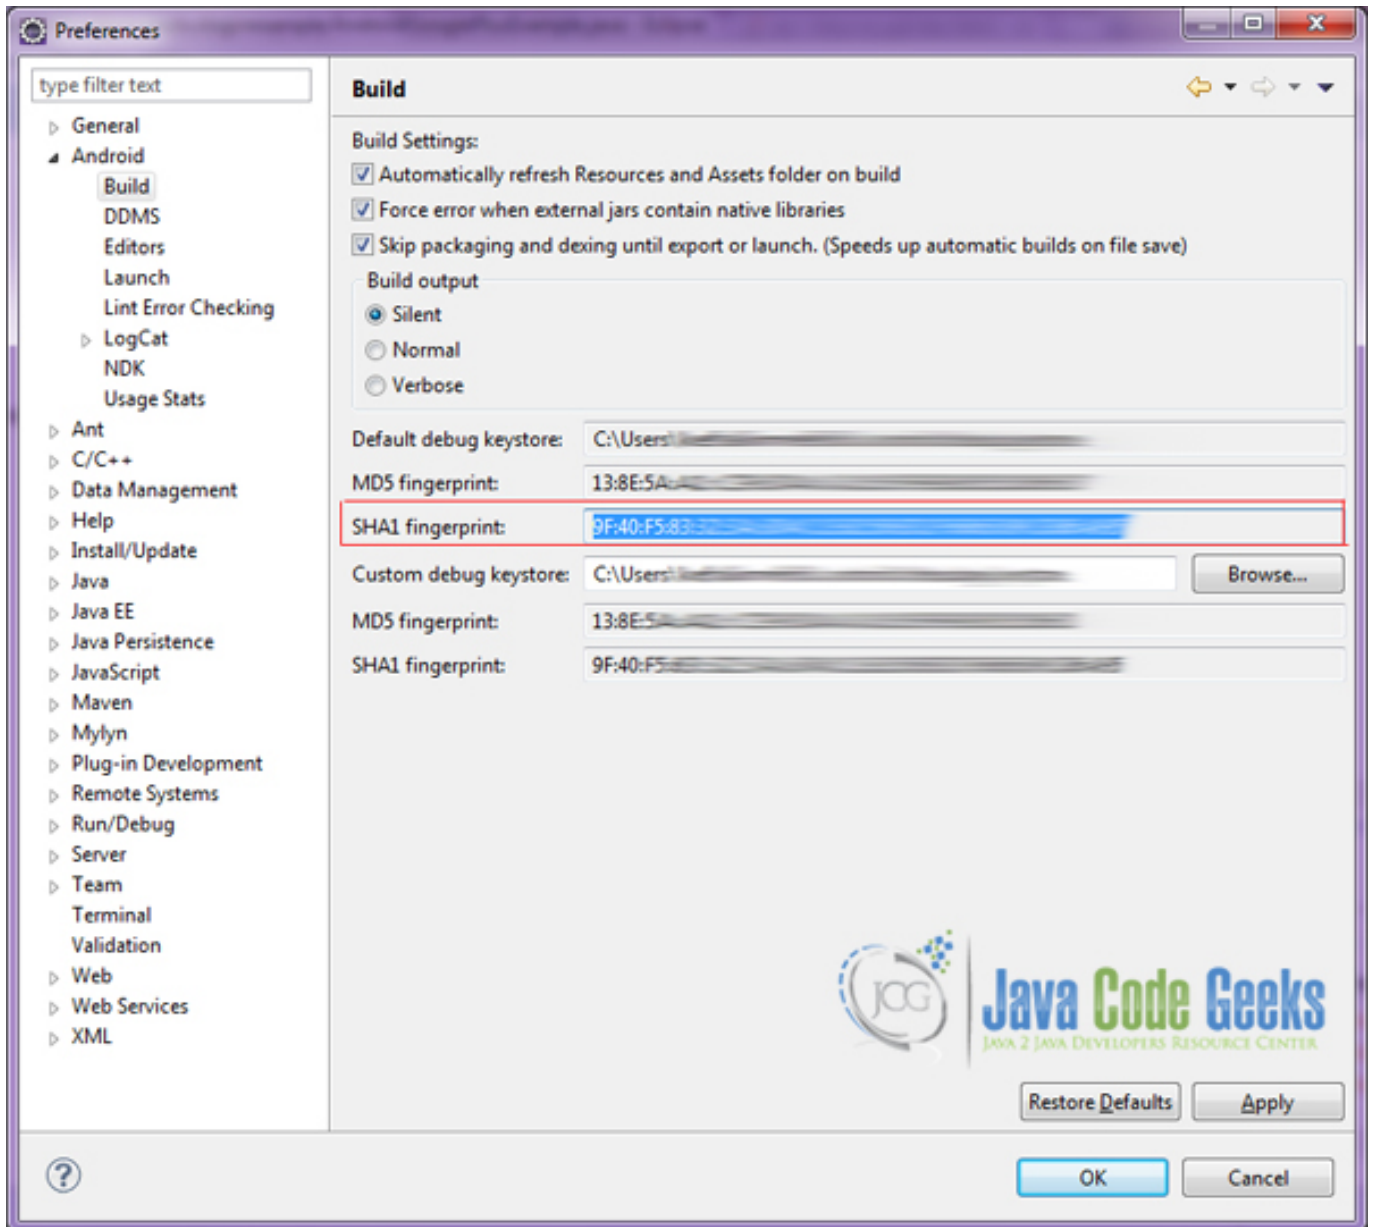 Preferences
type filter text
General
Android
Build
DDMS
Editors
Launch
Lint Error Checking
LogCat
NDK
Usage Stats
Ant
C/C++
Data Management
Help
Install/Update
Java
Java EE
Java Persistence
JavaScript
Maven
Mylyn
Plug-in Development
Remote Systems
Run/Debug
Server
Team
Terminal
Validation
Web
Web Services
XML
Build
Build Settings:
Automatically refresh Resources and Assets folder on build
Force error when external jars contain native libraries
Skip packaging and dexing until export or launch. (Speeds up automatic builds on file save)
Build output
Silent
Normal
Verbose
Default debug keystore: C:\Users\
MD5 fingerprint: 13:8E:5A:
SHA1 fingerprint: 9F:40:F5:83:
Custom debug keystore: C:\Users\ Browse...
MD5 fingerprint: 13:8E:
SHA1 fingerprint: 9F:40:F5:
JCG
Java Code Geeks
JAVA 2 JAVA DEVELOPERS RESOURCE CENTER
Restore Defaults Apply
OK Cancel